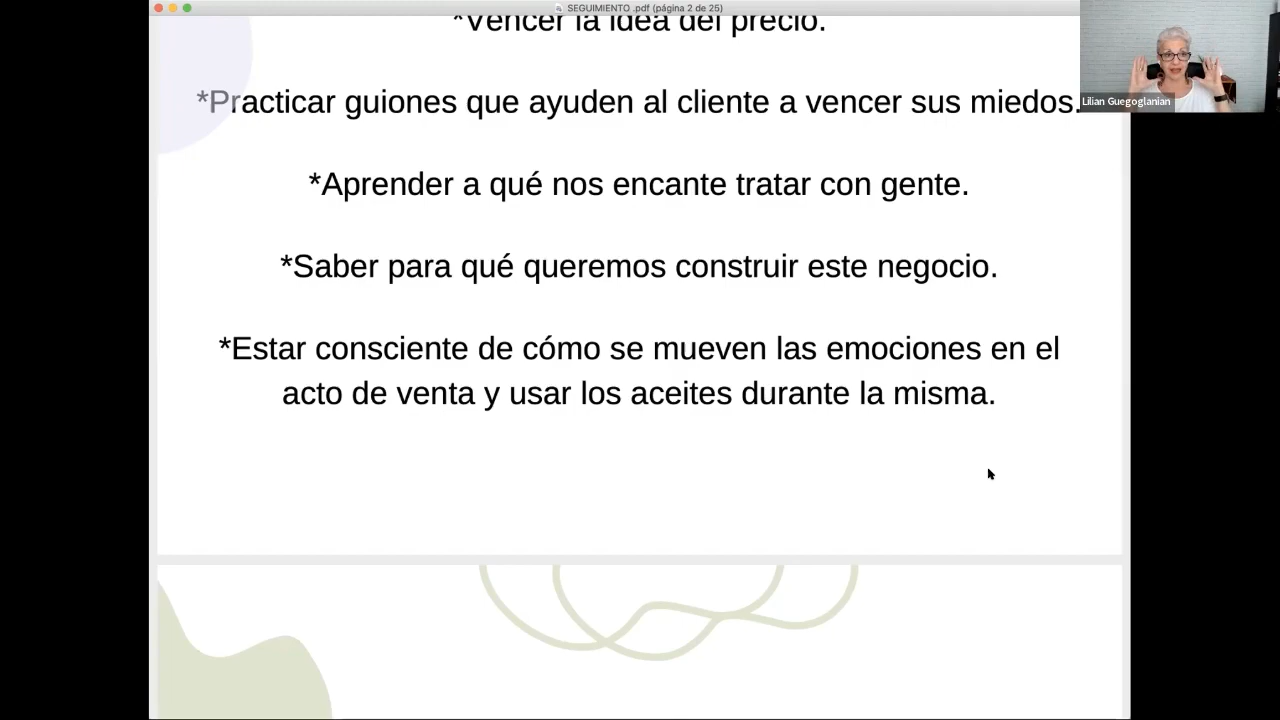 SEGUIMIENTO .pdf (página 2 de 25)
*Vencer la idea del precio.
*Practicar guiones que ayuden al cliente a vencer sus miedos.
Lilian Guegoglanian
*Aprender a qué nos encante tratar con gente.
*Saber para qué queremos construir este negocio.
*Estar consciente de cómo se mueven las emociones en el
acto de venta y usar los aceites durante la misma.